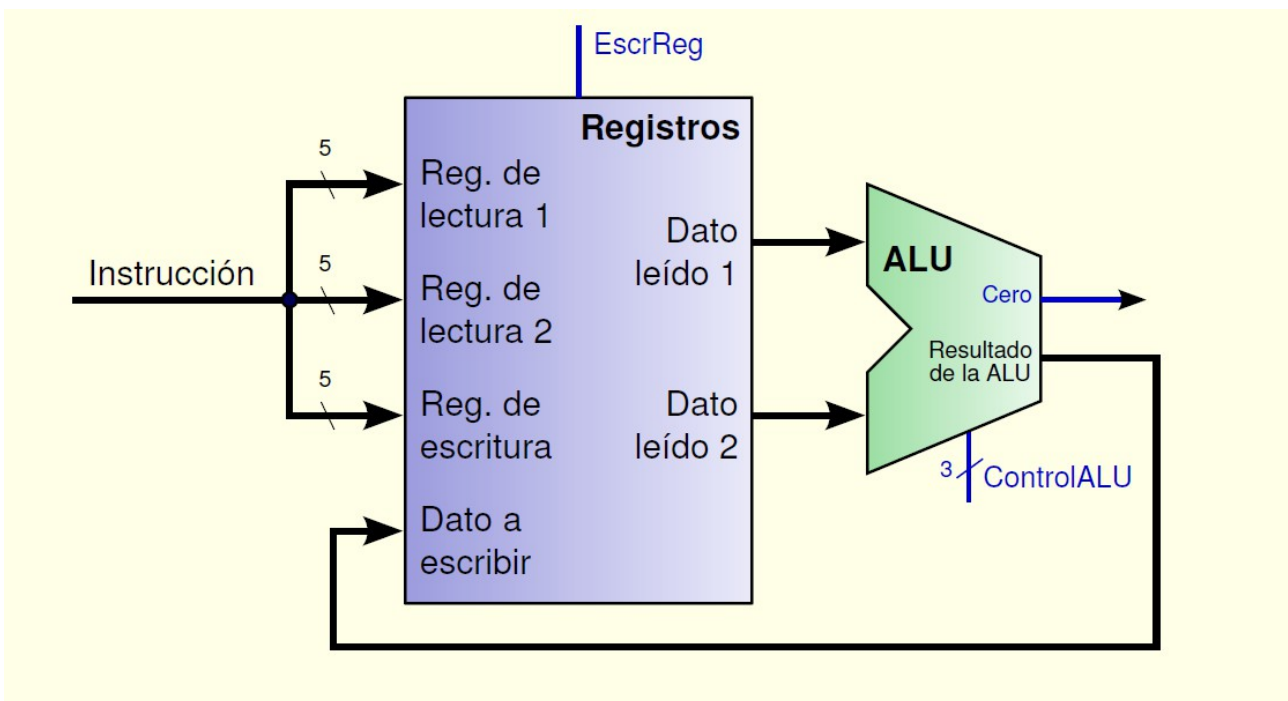 EscrReg
Registros
5
Reg. de
lectura 1
Dato
leído 1
Instrucción
5
Reg. de
lectura 2
ALU
Cero
Resultado
de la ALU
5
Reg. de
escritura
Dato
leído 2
3
ControlALU
Dato a
escribir